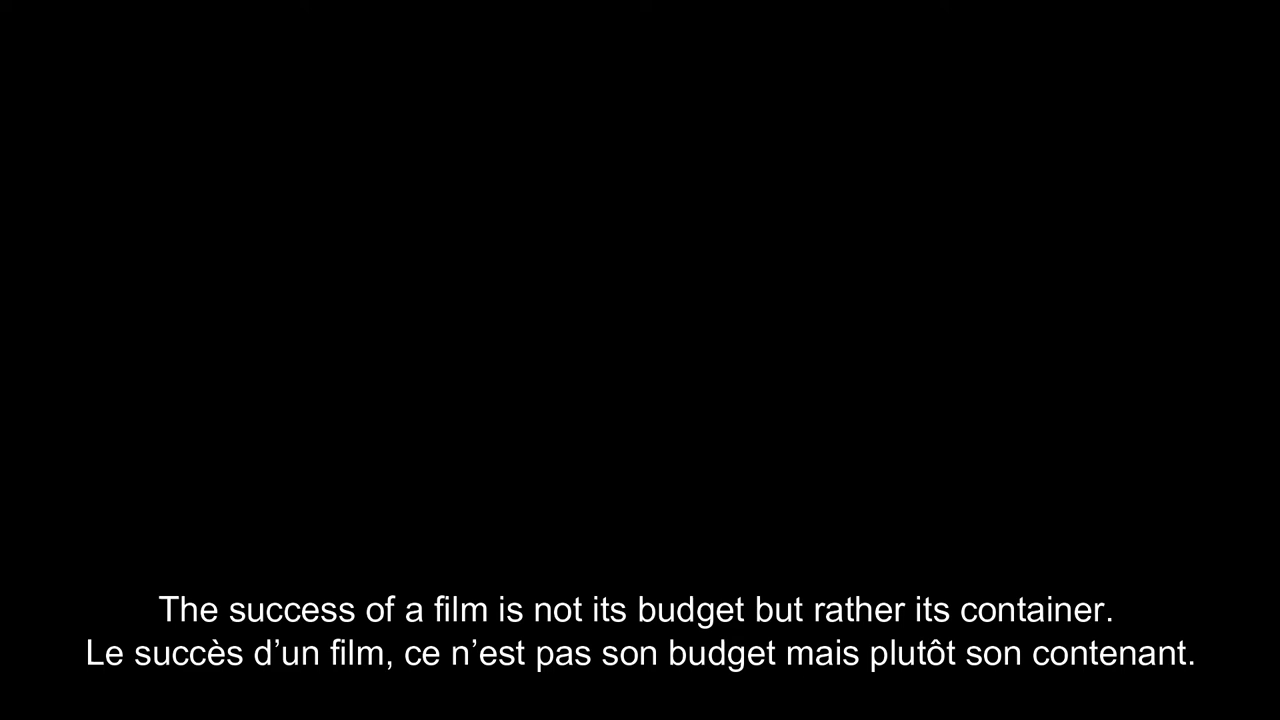 The success of a film is not its budget but rather its container.
Le succès d’un film, ce n’est pas son budget mais plutôt son contenant.